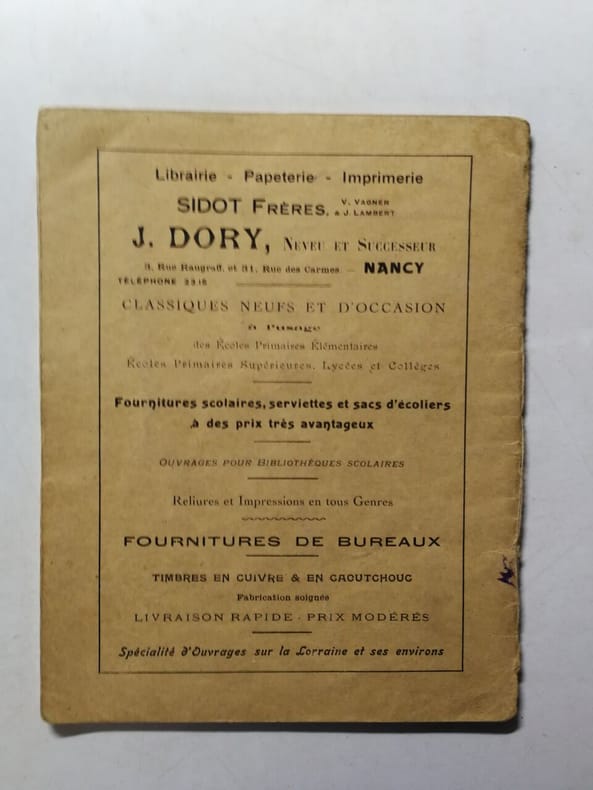 Librairie - Papeterie - Imprimerie
SIDOT FRÈRES, V. VAGNER & J. LAMBERT
J. DORY, NEVEU ET SUCCESSEUR
3, Rue Raugraff, et 31, Rue des Carmes — NANCY
TÉLÉPHONE 2318
CLASSIQUES NEUFS ET D'OCCASION
à l'usage
des Écoles Primaires Élémentaires
Écoles Primaires Supérieures, Lycées et Collèges
Fournitures scolaires, serviettes et sacs d'écoliers
à des prix très avantageux
OUVRAGES POUR BIBLIOTHÈQUES SCOLAIRES
Reliures et Impressions en tous Genres
FOURNITURES DE BUREAUX
TIMBRES EN CUIVRE & EN CAOUTCHOUC
Fabrication soignée
LIVRAISON RAPIDE - PRIX MODÉRÉS
Spécialité d'Ouvrages sur la Lorraine et ses environs